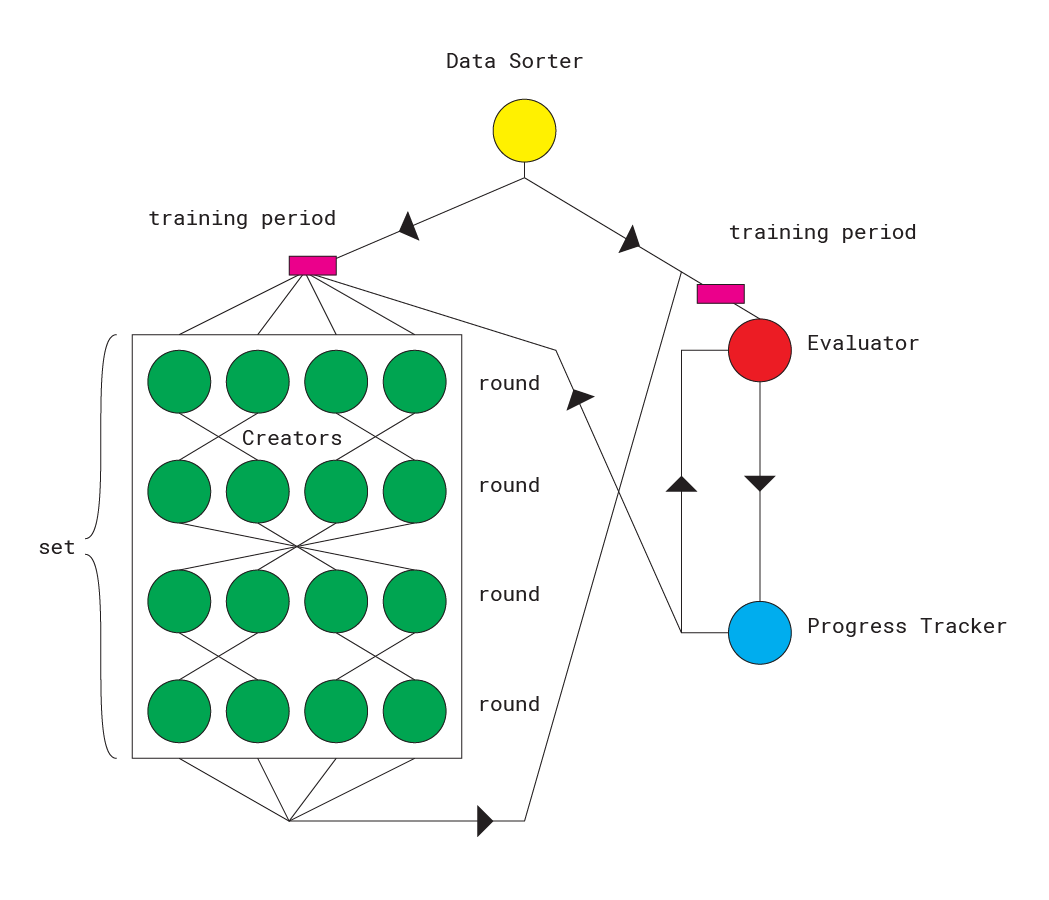 Data Sorter
training period
training period
Evaluator
round
Creators
round
set
round
Progress Tracker
round